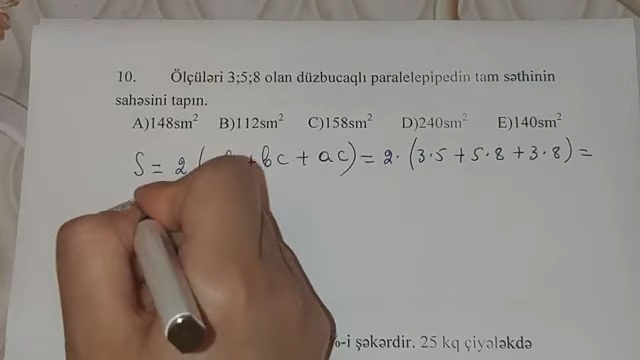 10. Ölçüləri 3;5;8 olan düzbucaqlı paralelepipedin tam səthinin
sahəsini tapın.
A)148sm² B)112sm² C)158sm² D)240sm² E)140sm²
S = 2 ( + bc + ac) = 2 · (3·5 + 5·8 + 3·8) =
%-i şəkərdir. 25 kq çiyələkdə